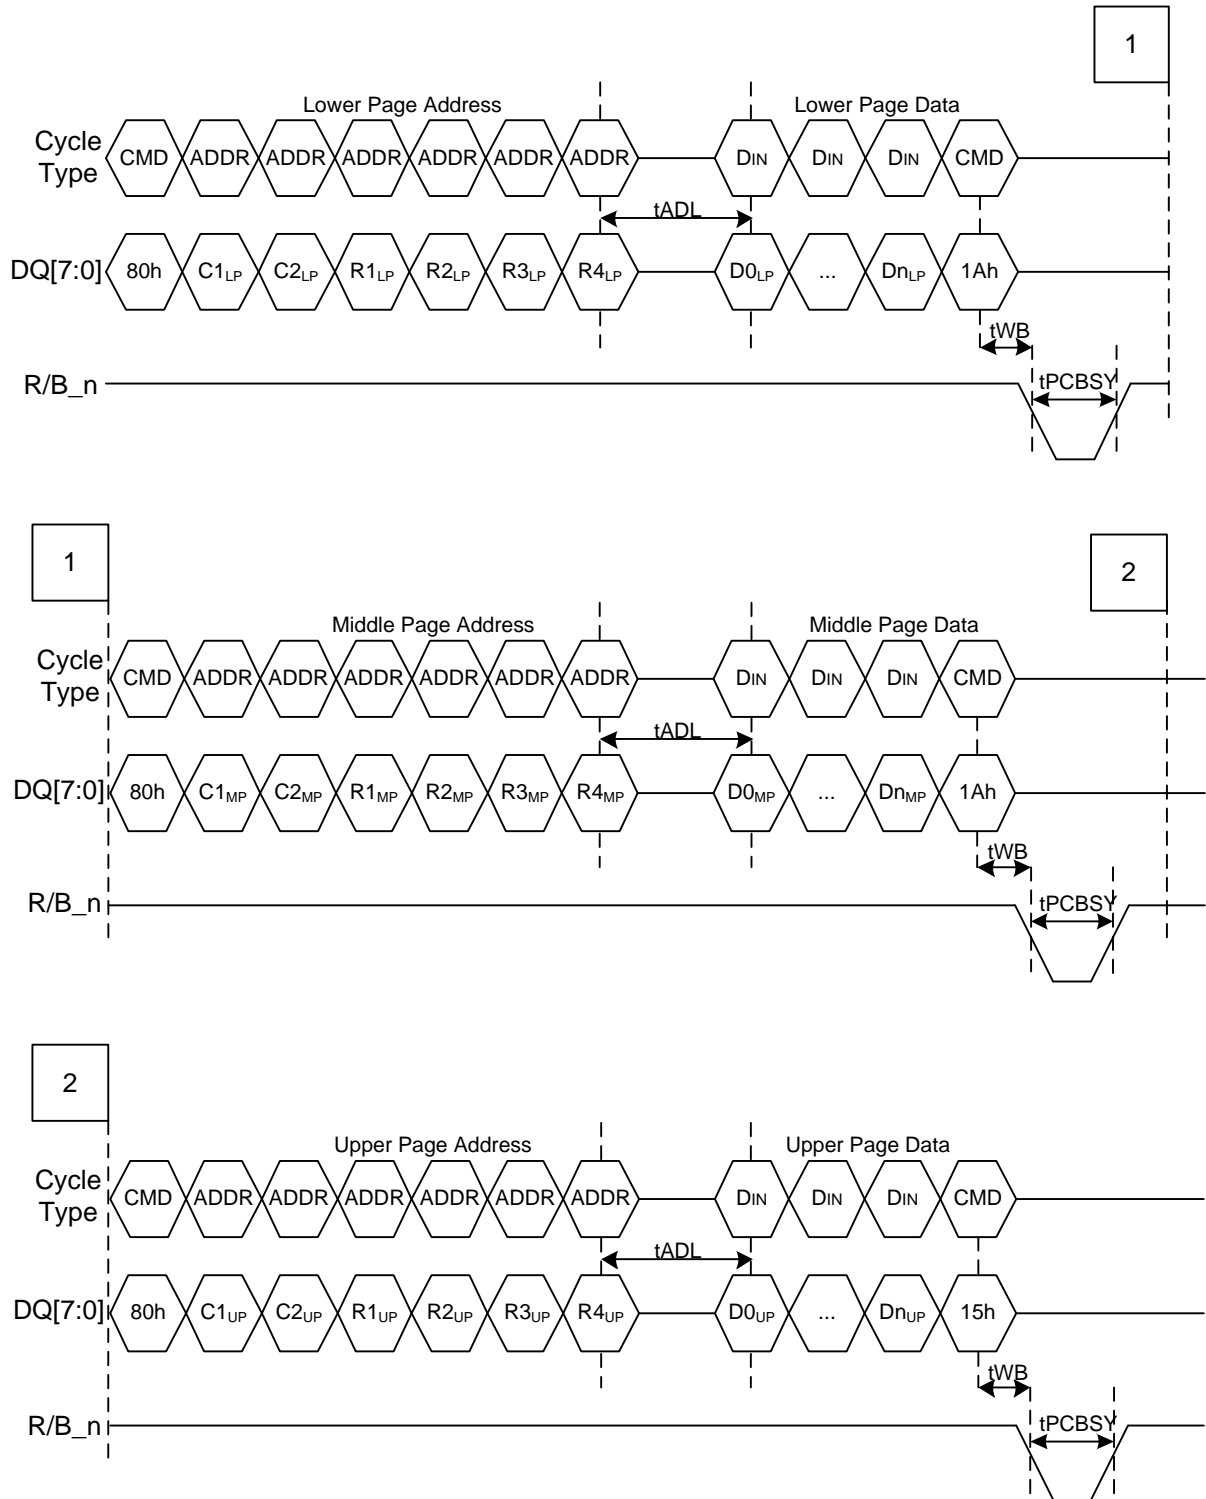 1
Lower Page Address Lower Page Data
Cycle Type CMD ADDR ADDR ADDR ADDR ADDR ADDR DIN DIN DIN CMD
tADL
DQ[7:0] 80h C1LP C2LP R1LP R2LP R3LP R4LP D0LP ... DnLP 1Ah
tWB
R/B_n tPCBSY
1 2
Middle Page Address Middle Page Data
Cycle Type CMD ADDR ADDR ADDR ADDR ADDR ADDR DIN DIN DIN CMD
tADL
DQ[7:0] 80h C1MP C2MP R1MP R2MP R3MP R4MP D0MP ... DnMP 1Ah
tWB
R/B_n tPCBSY
2
Upper Page Address Upper Page Data
Cycle Type CMD ADDR ADDR ADDR ADDR ADDR ADDR DIN DIN DIN CMD
tADL
DQ[7:0] 80h C1UP C2UP R1UP R2UP R3UP R4UP D0UP ... DnUP 15h
tWB
R/B_n tPCBSY